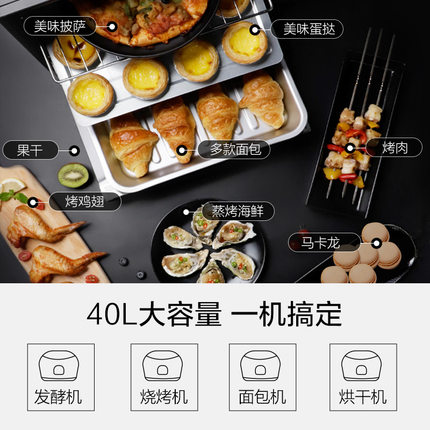 美味披萨
美味蛋挞
果干
多款面包
烤肉
烤鸡翅
蒸烤海鲜
马卡龙
40L大容量 一机搞定
发酵机
烧烤机
面包机
烘干机